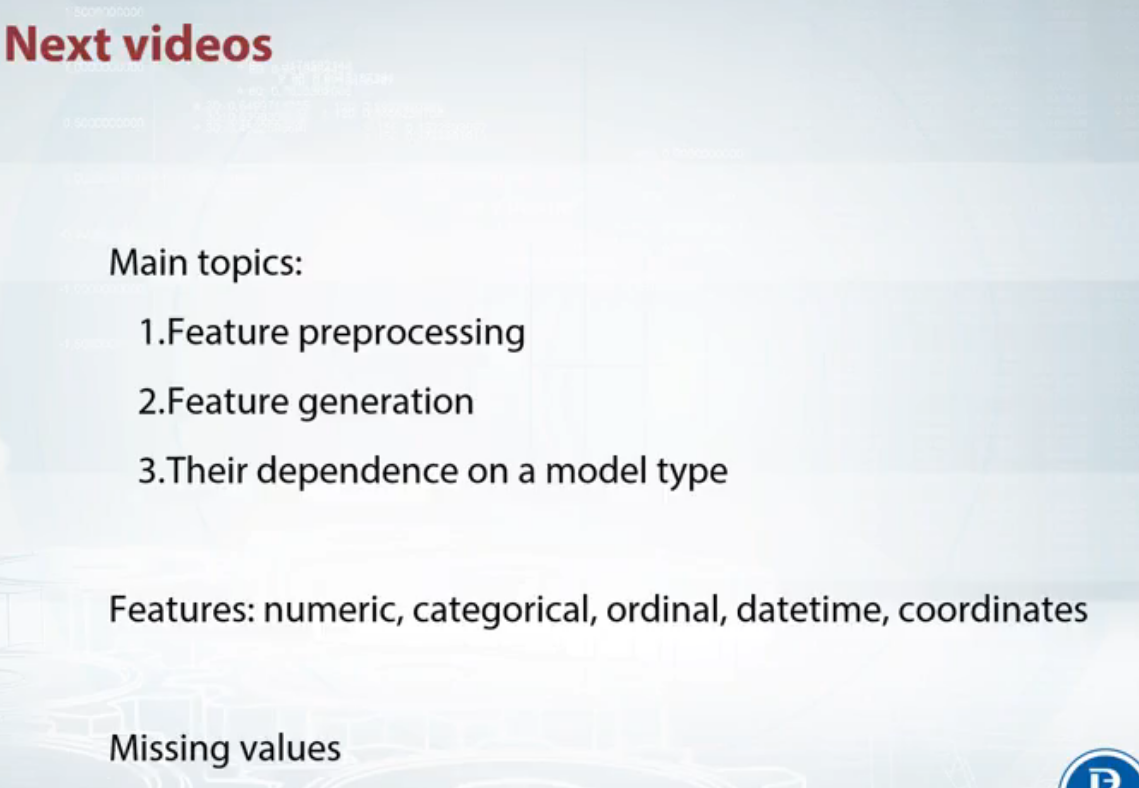 Next videos
Main topics:
1.Feature preprocessing
2.Feature generation
3.Their dependence on a model type
Features: numeric, categorical, ordinal, datetime, coordinates
Missing values